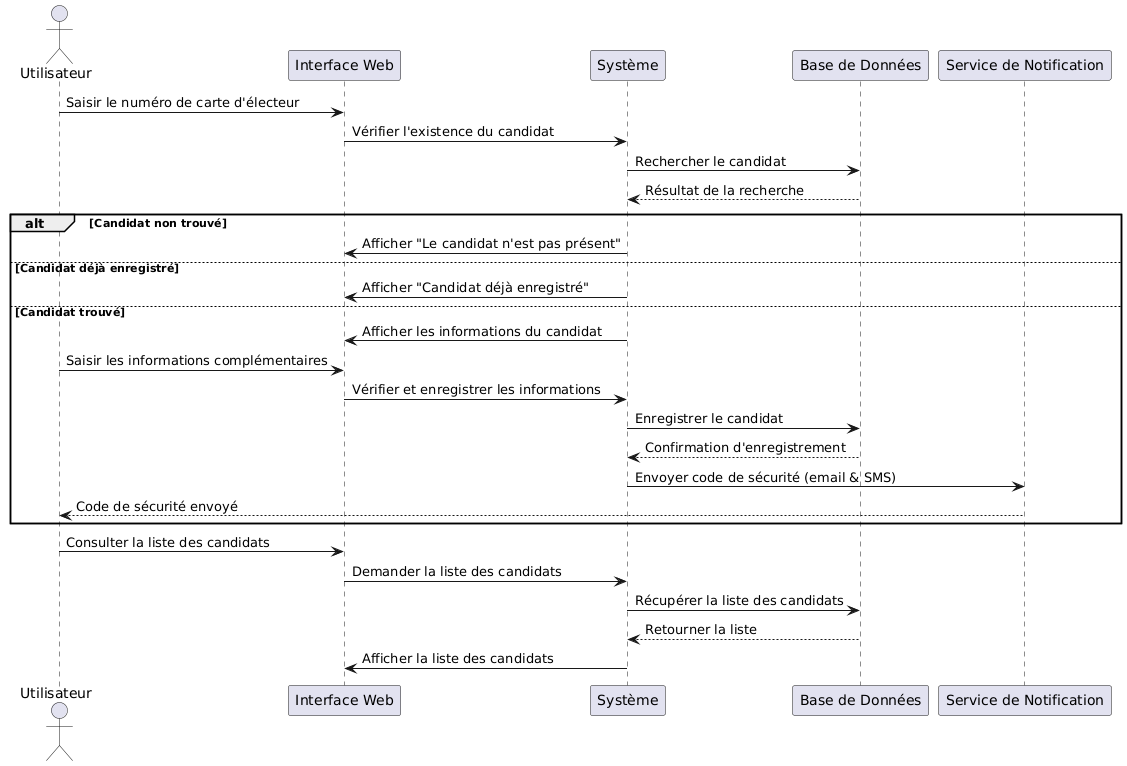 Utilisateur
Interface Web
Système
Base de Données
Service de Notification
Saisir le numéro de carte d'électeur
Vérifier l'existence du candidat
Rechercher le candidat
Résultat de la recherche
alt
[Candidat non trouvé]
Afficher "Le candidat n'est pas présent"
[Candidat déjà enregistré]
Afficher "Candidat déjà enregistré"
[Candidat trouvé]
Afficher les informations du candidat
Saisir les informations complémentaires
Vérifier et enregistrer les informations
Enregistrer le candidat
Confirmation d'enregistrement
Envoyer code de sécurité (email & SMS)
Code de sécurité envoyé
Consulter la liste des candidats
Demander la liste des candidats
Récupérer la liste des candidats
Retourner la liste
Afficher la liste des candidats
Utilisateur
Interface Web
Système
Base de Données
Service de Notification